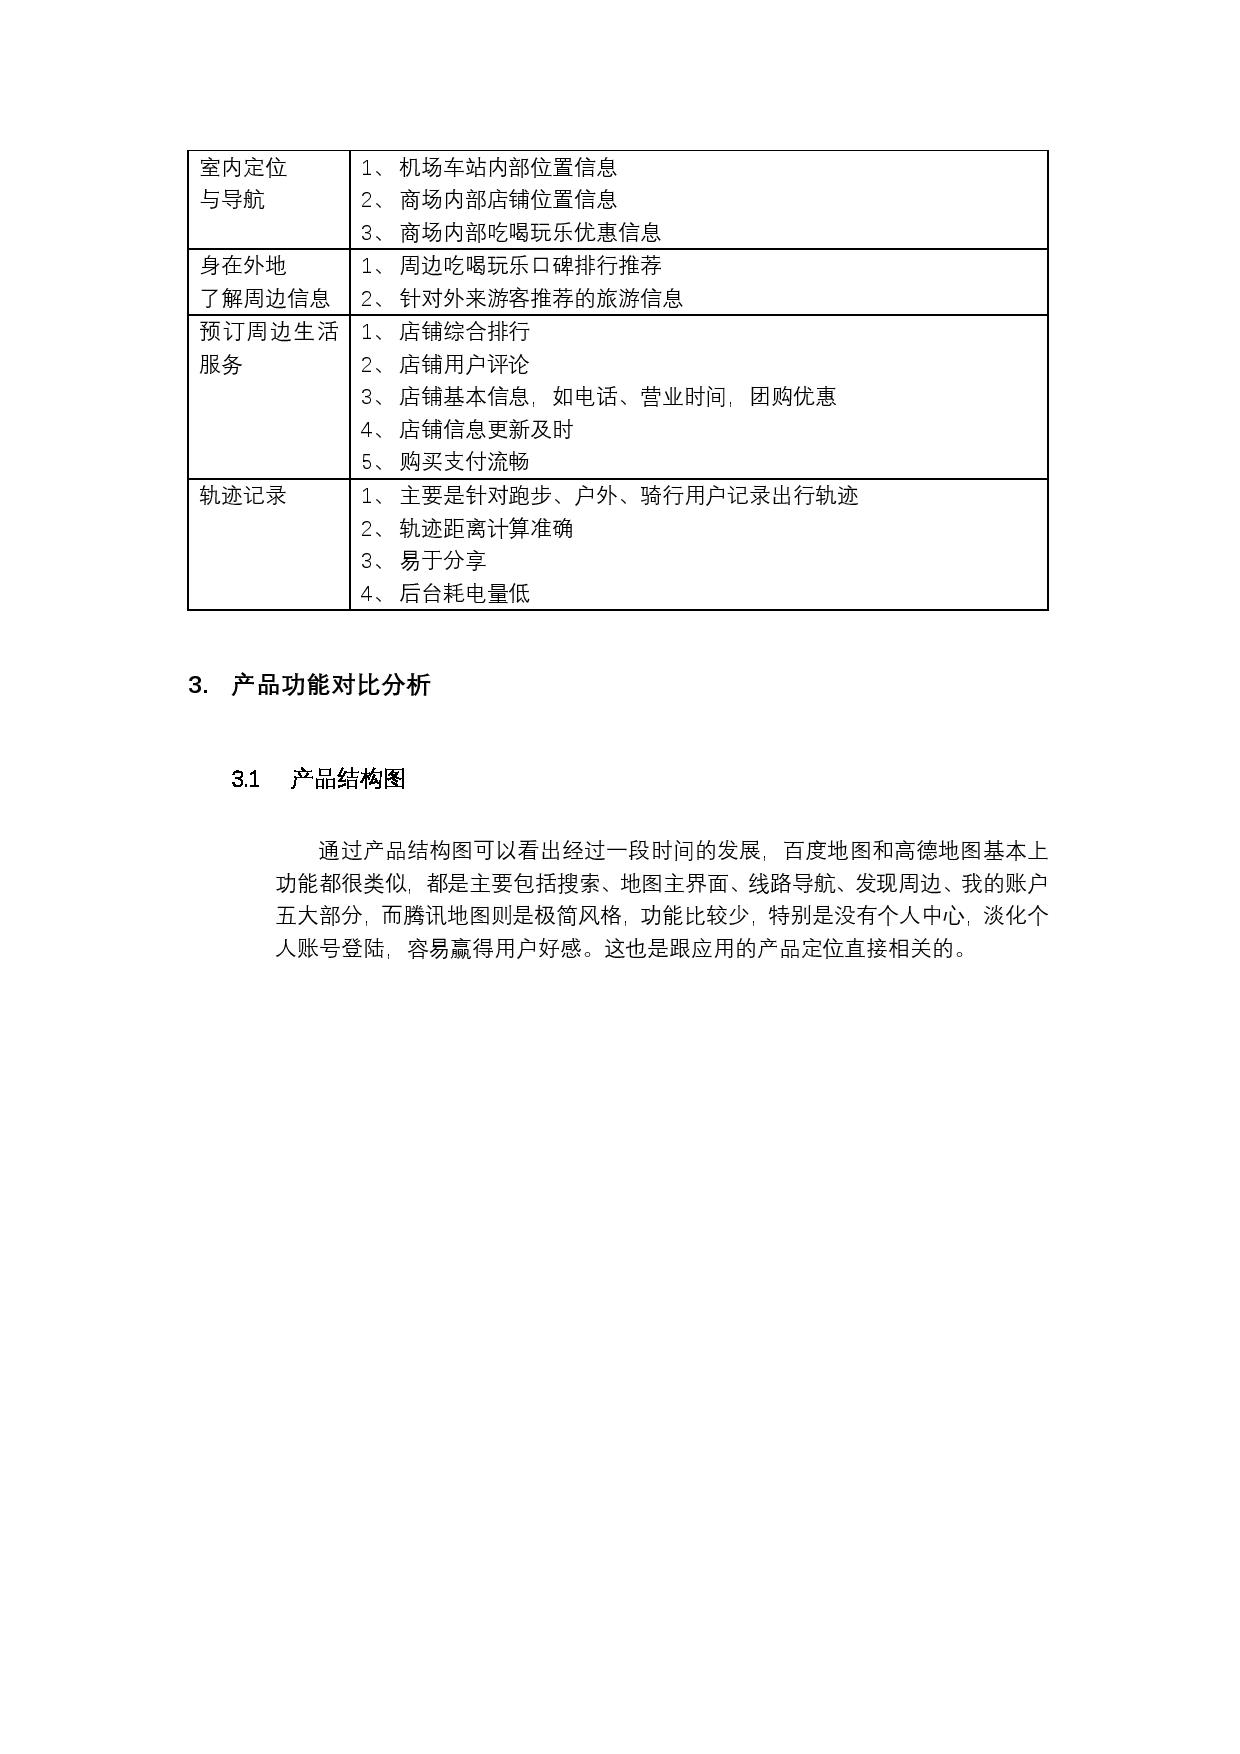 室内定位
与导航
1、 机场车站内部位置信息
2、 商场内部店铺位置信息
3、 商场内部吃喝玩乐优惠信息
身在外地
了解周边信息
1、 周边吃喝玩乐口碑排行推荐
2、 针对外来游客推荐的旅游信息
预订周边生活
服务
1、 店铺综合排行
2、 店铺用户评论
3、 店铺基本信息，如电话、营业时间，团购优惠
4、 店铺信息更新及时
5、 购买支付流畅
轨迹记录
1、 主要是针对跑步、户外、骑行用户记录出行轨迹
2、 轨迹距离计算准确
3、 易于分享
4、 后台耗电量低
3. 产品功能对比分析
3.1 产品结构图
通过产品结构图可以看出经过一段时间的发展，百度地图和高德地图基本上
功能都很类似，都是主要包括搜索、地图主界面、线路导航、发现周边、我的账户
五大部分，而腾讯地图则是极简风格，功能比较少，特别是没有个人中心，淡化个
人账号登陆，容易赢得用户好感。这也是跟应用的产品定位直接相关的。